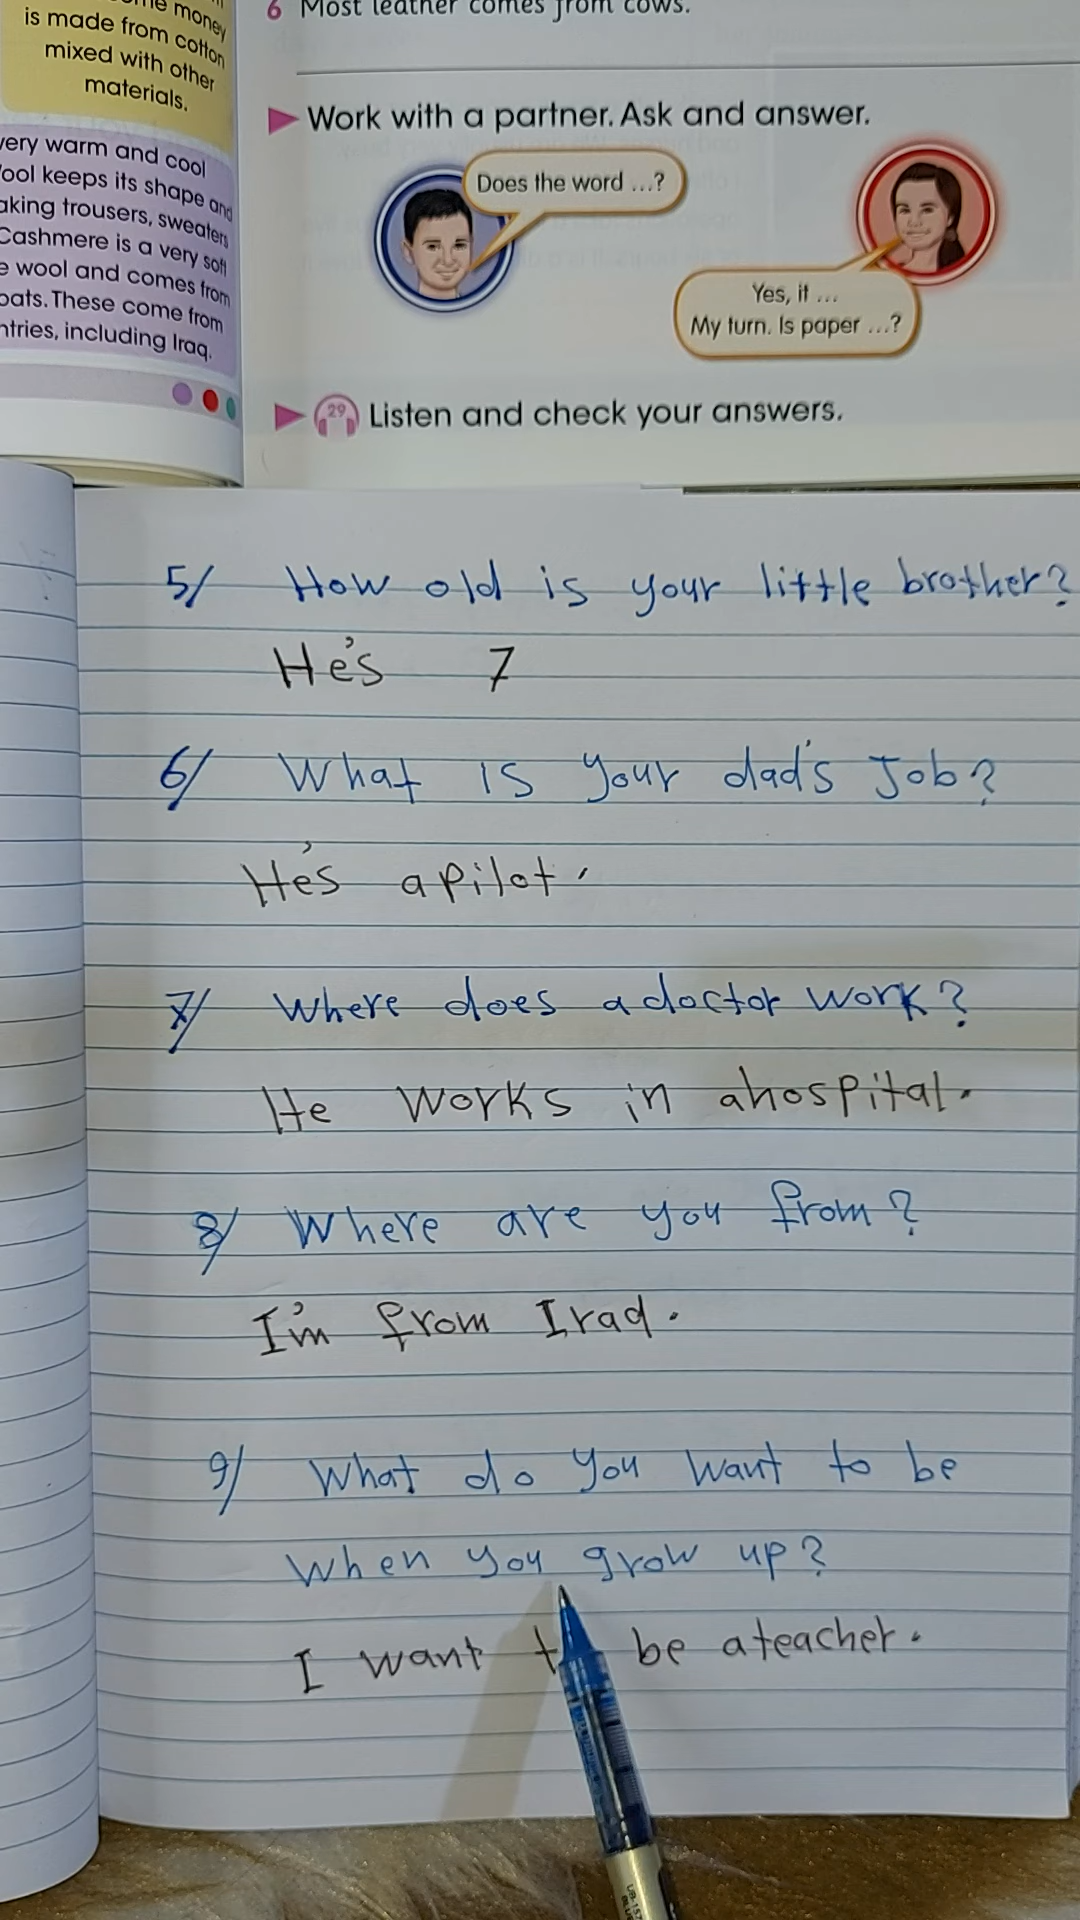 money
is made from cotton
mixed with other
materials.
very warm and cool
ool keeps its shape and
aking trousers, sweaters
Cashmere is a very soft
e wool and comes from
oats. These come from
ntries, including Iraq.
6 Most leather comes from cows.
Work with a partner. Ask and answer.
Does the word ...?
Yes, it ...
My turn. Is paper ...?
29 Listen and check your answers.
5/ How old is your little brother?
He's 7
6/ What is your dad's Job?
He's a pilot.
7/ Where does a doctor work?
He works in a hospital.
8/ Where are you from?
I'm from Iraq.
9/ What do you want to be
when you grow up?
I want be a teacher.